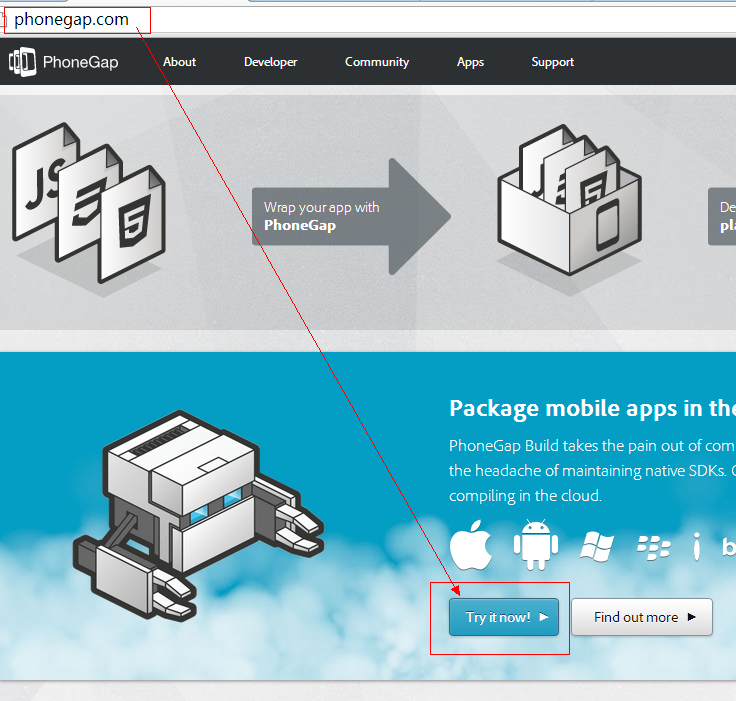 phonegap.com
PhoneGap About Developer Community Apps Support
JS
Wrap your app with
PhoneGap
Package mobile apps in the
PhoneGap Build takes the pain out of com
the headache of maintaining native SDKs.
compiling in the cloud.
Try it now! Find out more